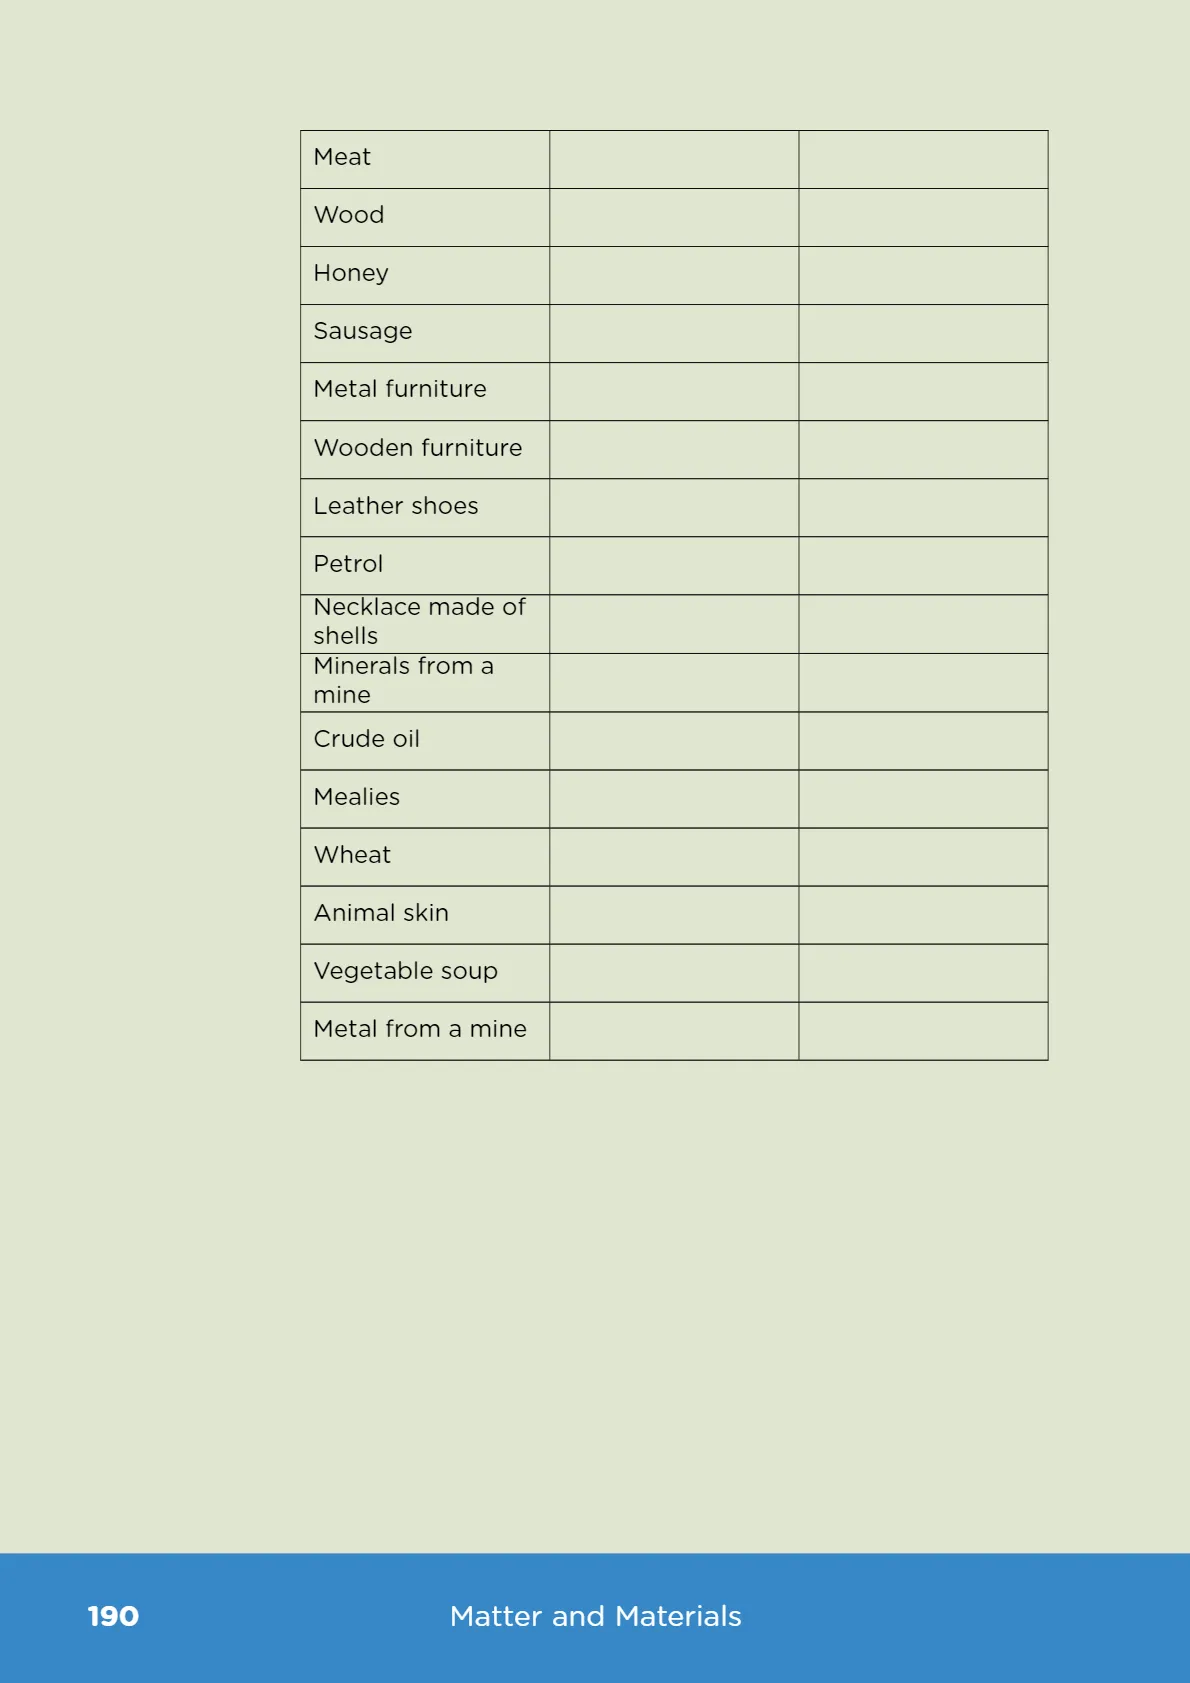 Meat
Wood
Honey
Sausage
Metal furniture
Wooden furniture
Leather shoes
Petrol
Necklace made of
shells
Minerals from a
mine
Crude oil
Mealies
Wheat
Animal skin
Vegetable soup
Metal from a mine
190
Matter and Materials